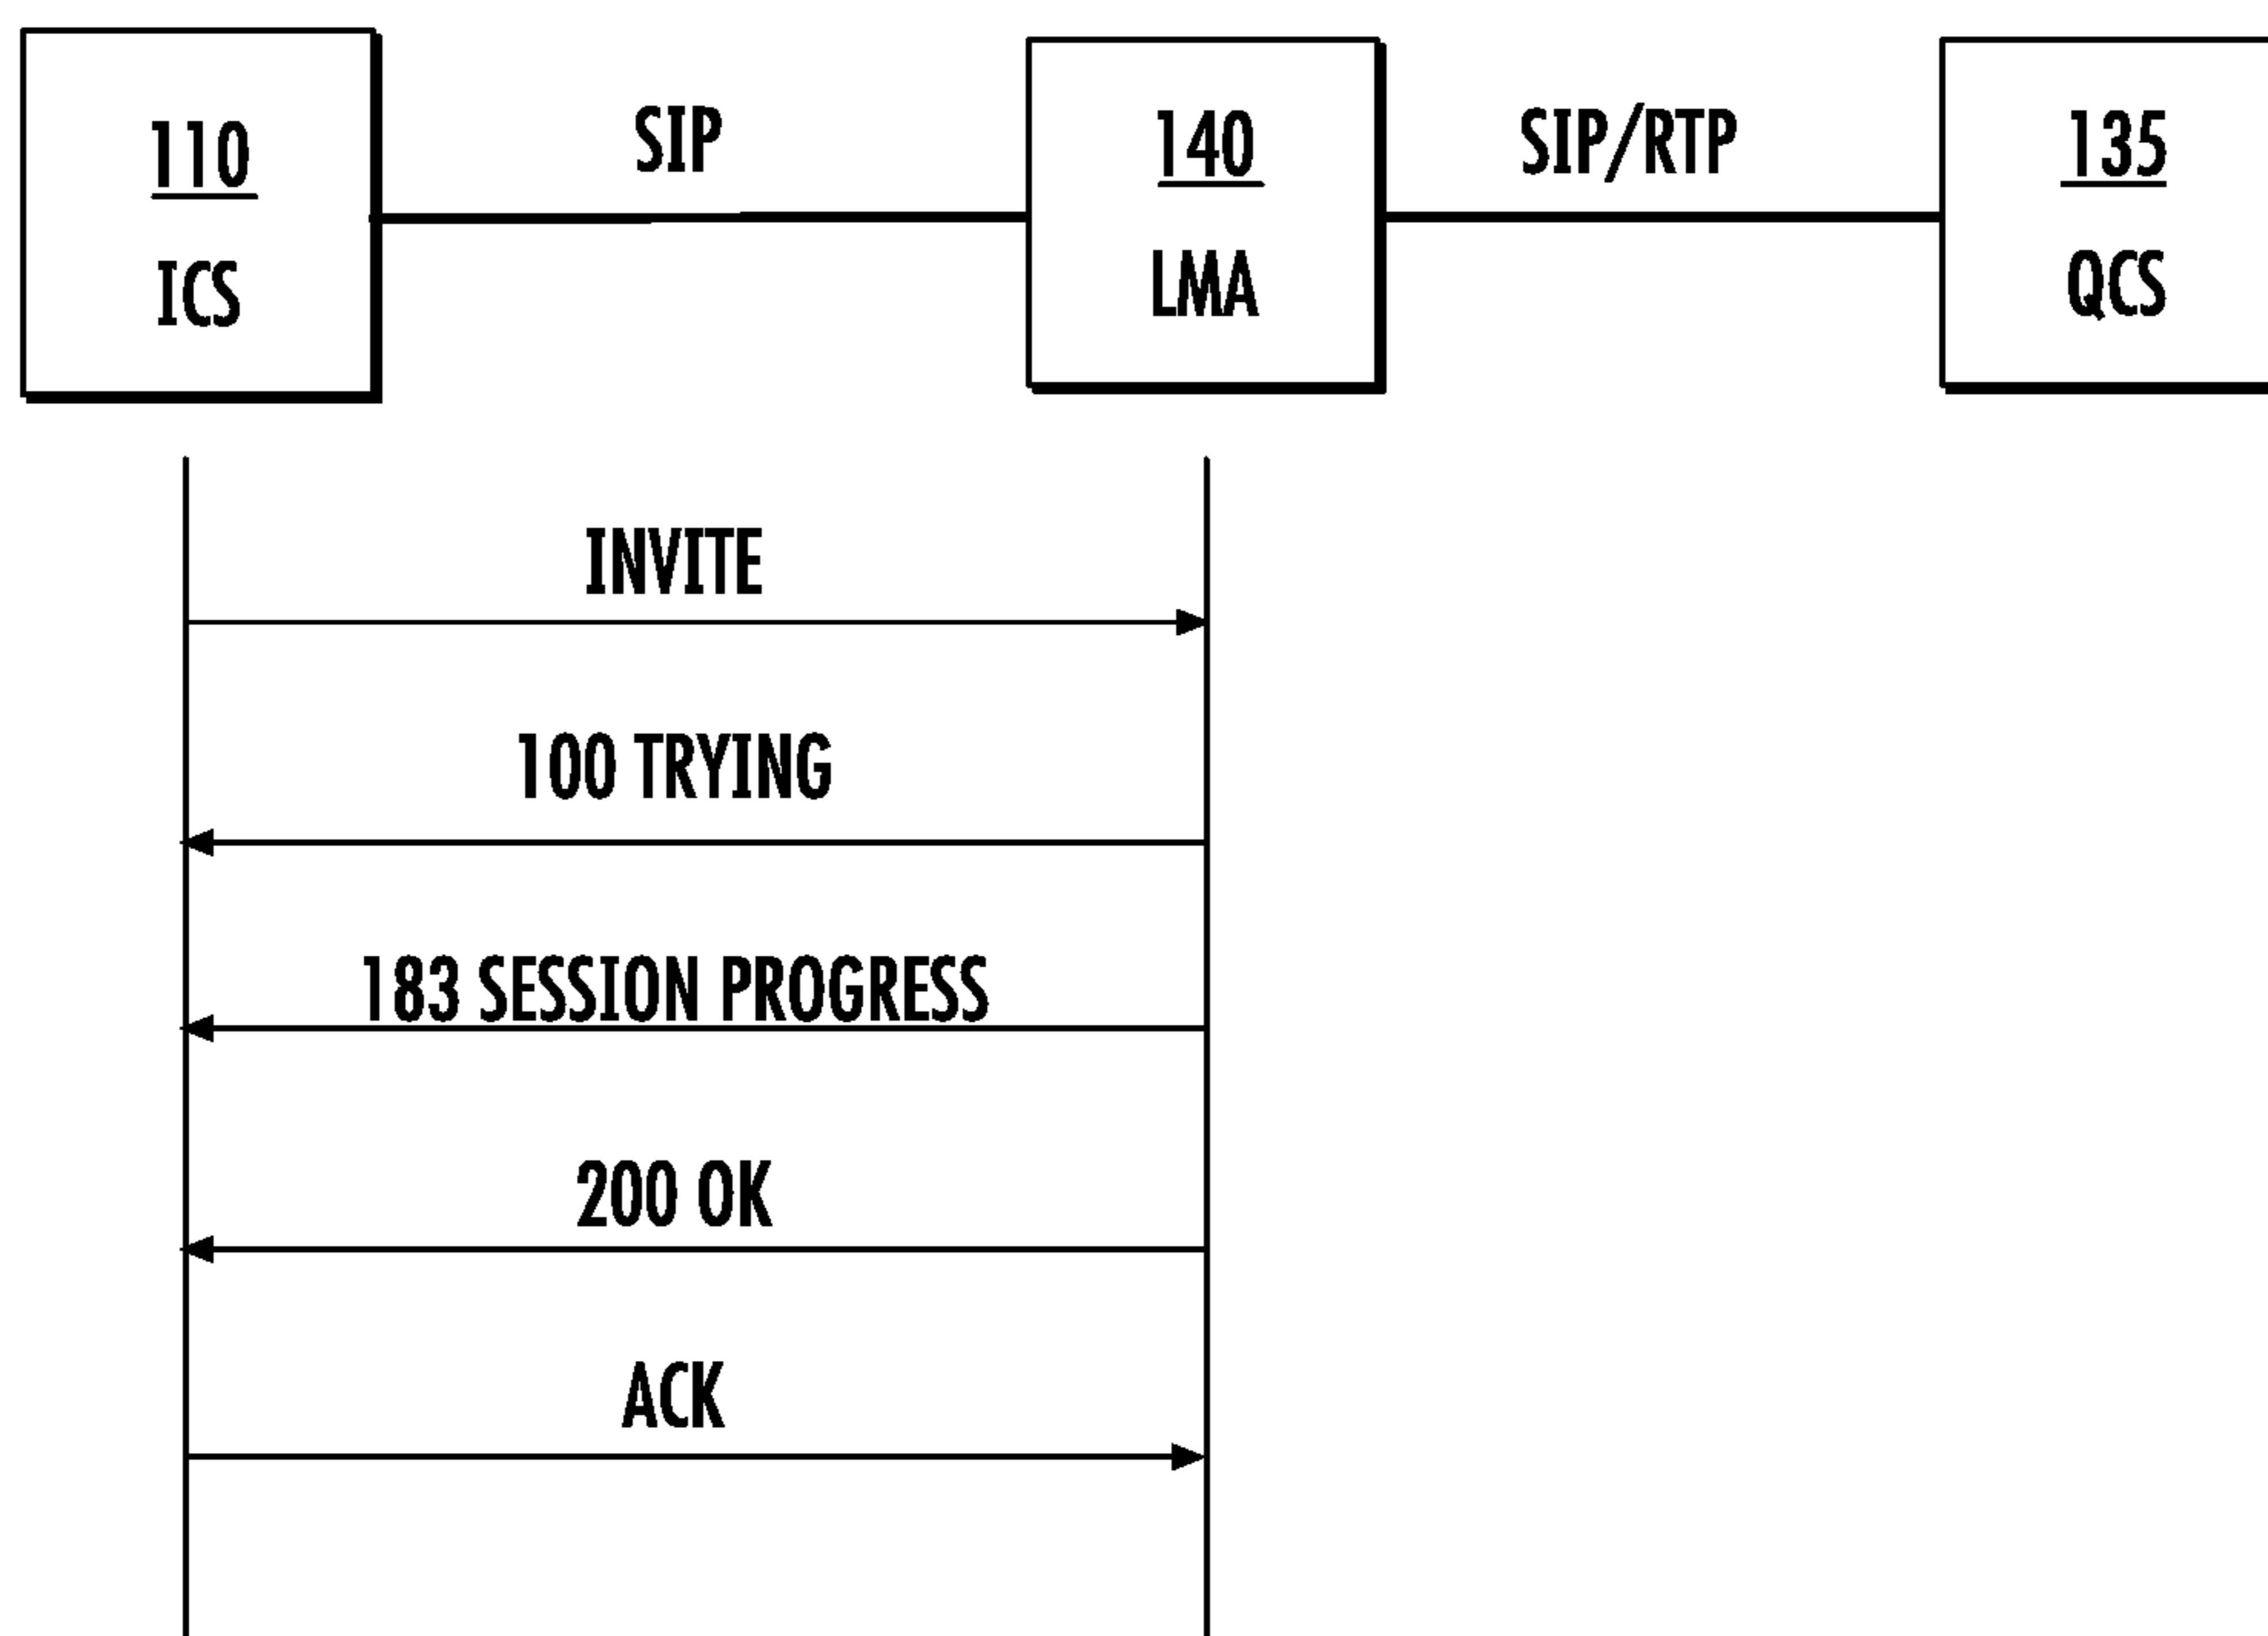 110
ICS
SIP
140
LMA
SIP/RTP
135
QCS
INVITE
100 TRYING
183 SESSION PROGRESS
200 OK
ACK